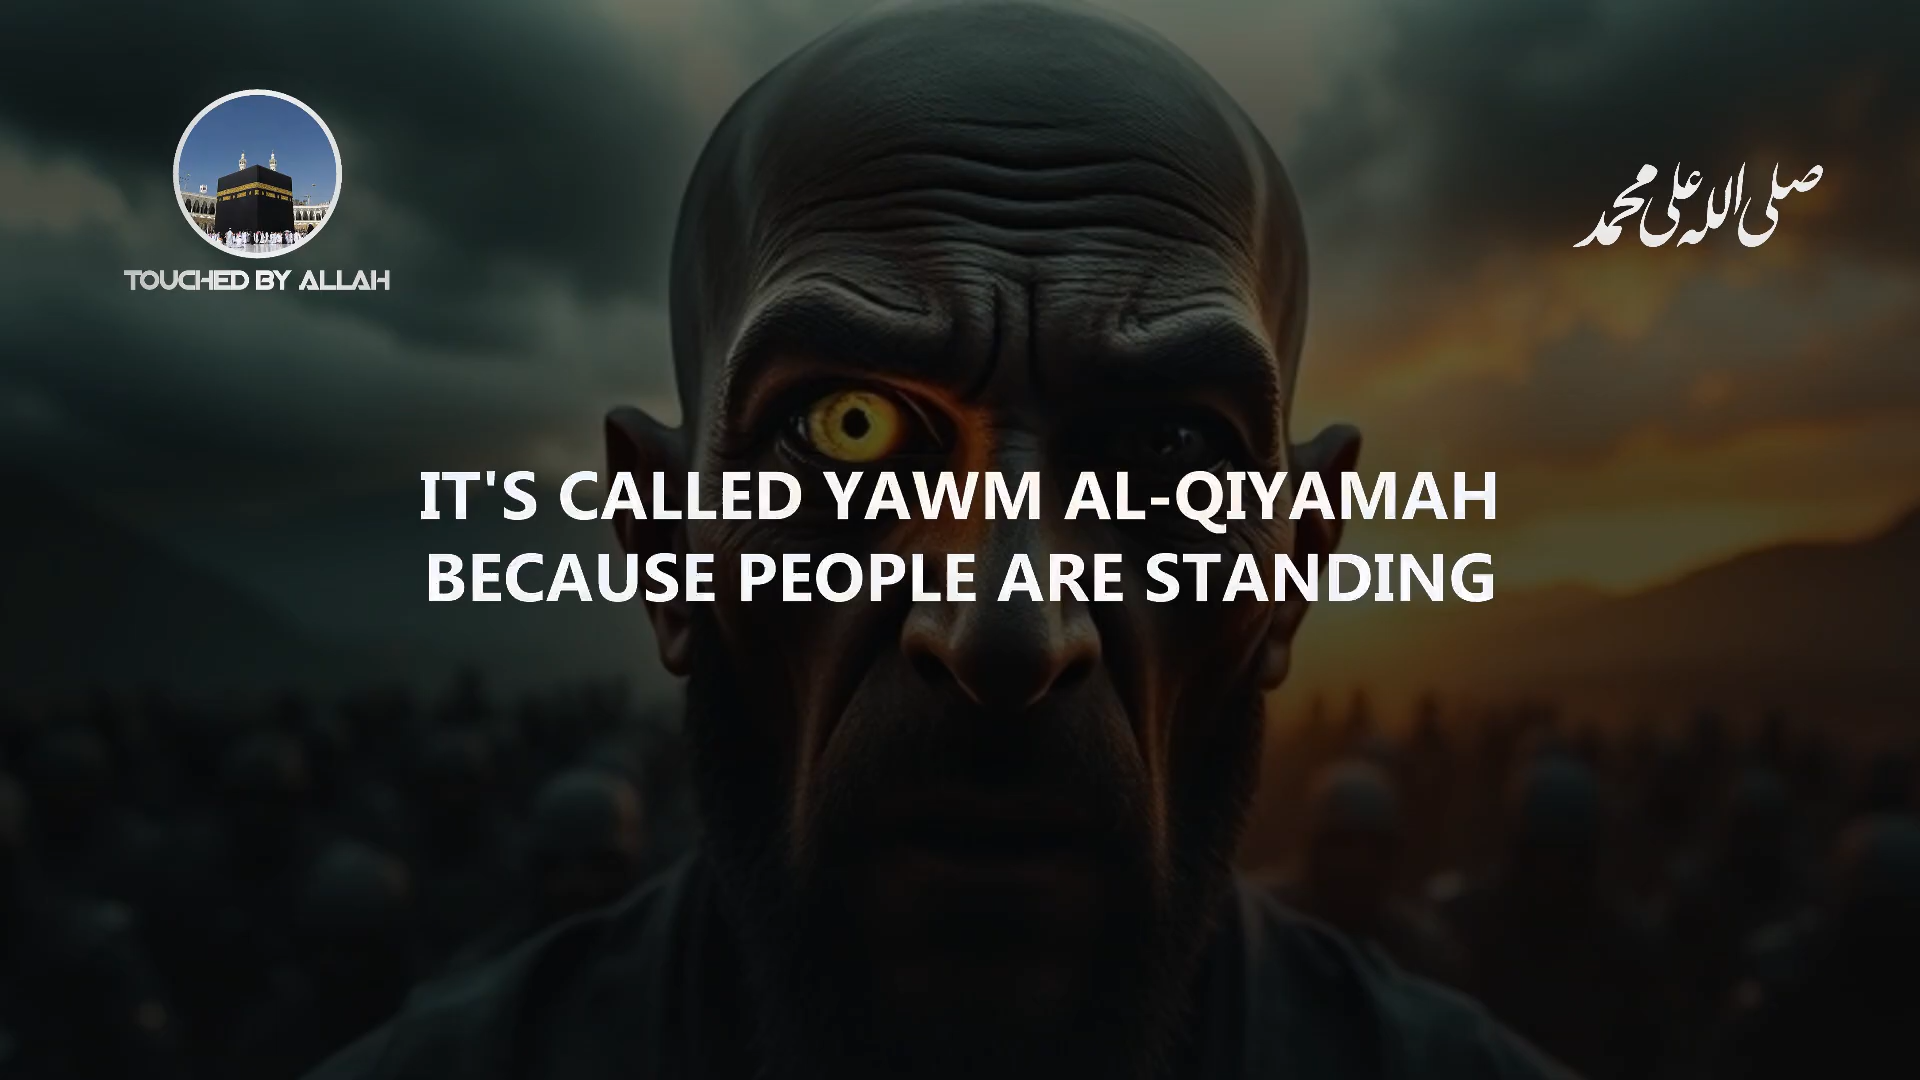 TOUCHED BY ALLAH
صلى الله على محمد
IT'S CALLED YAWM AL-QIYAMAH
BECAUSE PEOPLE ARE STANDING